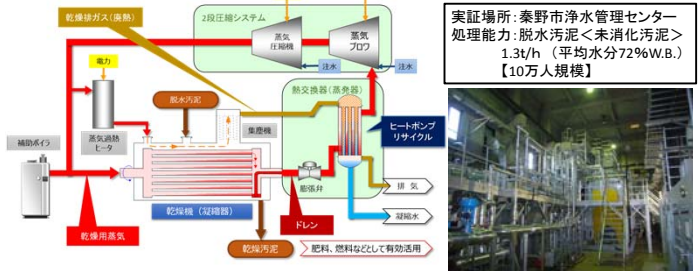 乾燥排ガス(廃熱)
2段圧縮システム
蒸気
圧縮機
蒸気
ブロワ
注水
注水
電力
脱水汚泥
熱交換器(蒸発器)
集塵機
蒸気過熱
ヒータ
ヒートポンプ
リサイクル
補助ボイラ
膨張弁
排 気
乾燥機(凝縮器)
凝縮水
ドレン
乾燥用蒸気
乾燥汚泥
肥料、燃料などとして有効活用
実証場所:秦野市浄水管理センター
処理能力:脱水汚泥<未消化汚泥>
1.3t/h (平均水分72%W.B.)
【10万人規模】